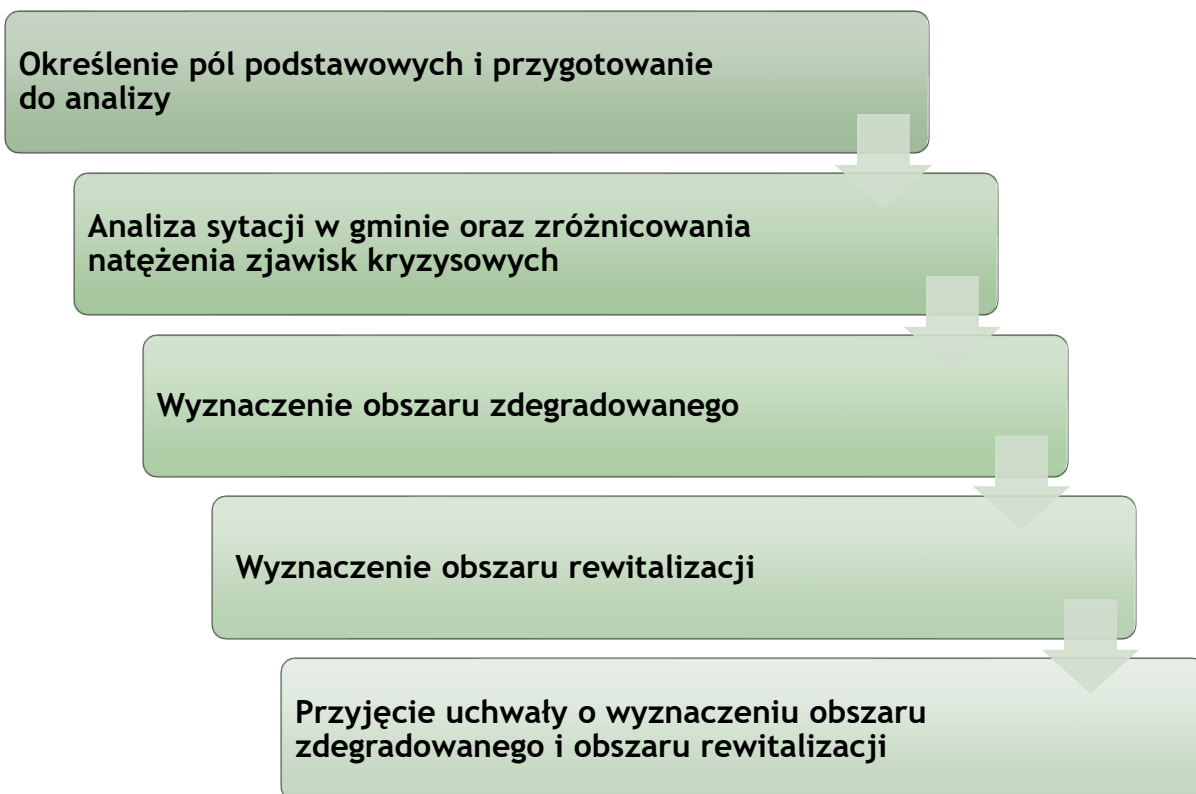 Określenie pól podstawowych i przygotowanie
do analizy
Analiza sytacji w gminie oraz zróżnicowania
natężenia zjawisk kryzysowych
Wyznaczenie obszaru zdegradowanego
Wyznaczenie obszaru rewitalizacji
Przyjęcie uchwały o wyznaczeniu obszaru
zdegradowanego i obszaru rewitalizacji